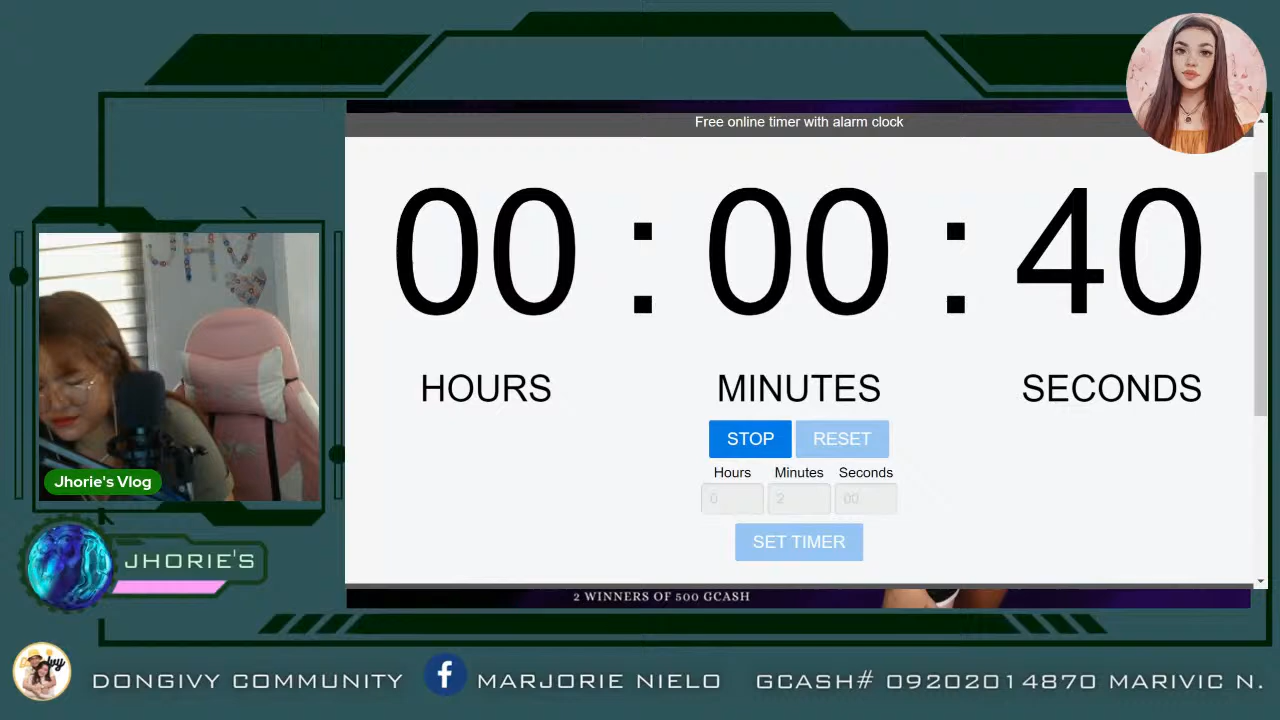 Free online timer with alarm clock
00 : 00 : 40
HOURS MINUTES SECONDS
STOP RESET
Hours Minutes Seconds
0 2 00
SET TIMER
2 WINNERS OF 500 GCASH
JHV
Jhorie's Vlog
JHORIE'S
DONGIVY COMMUNITY
MARJORIE NIELO
GCASH# 09202014870 MARIVIC N.